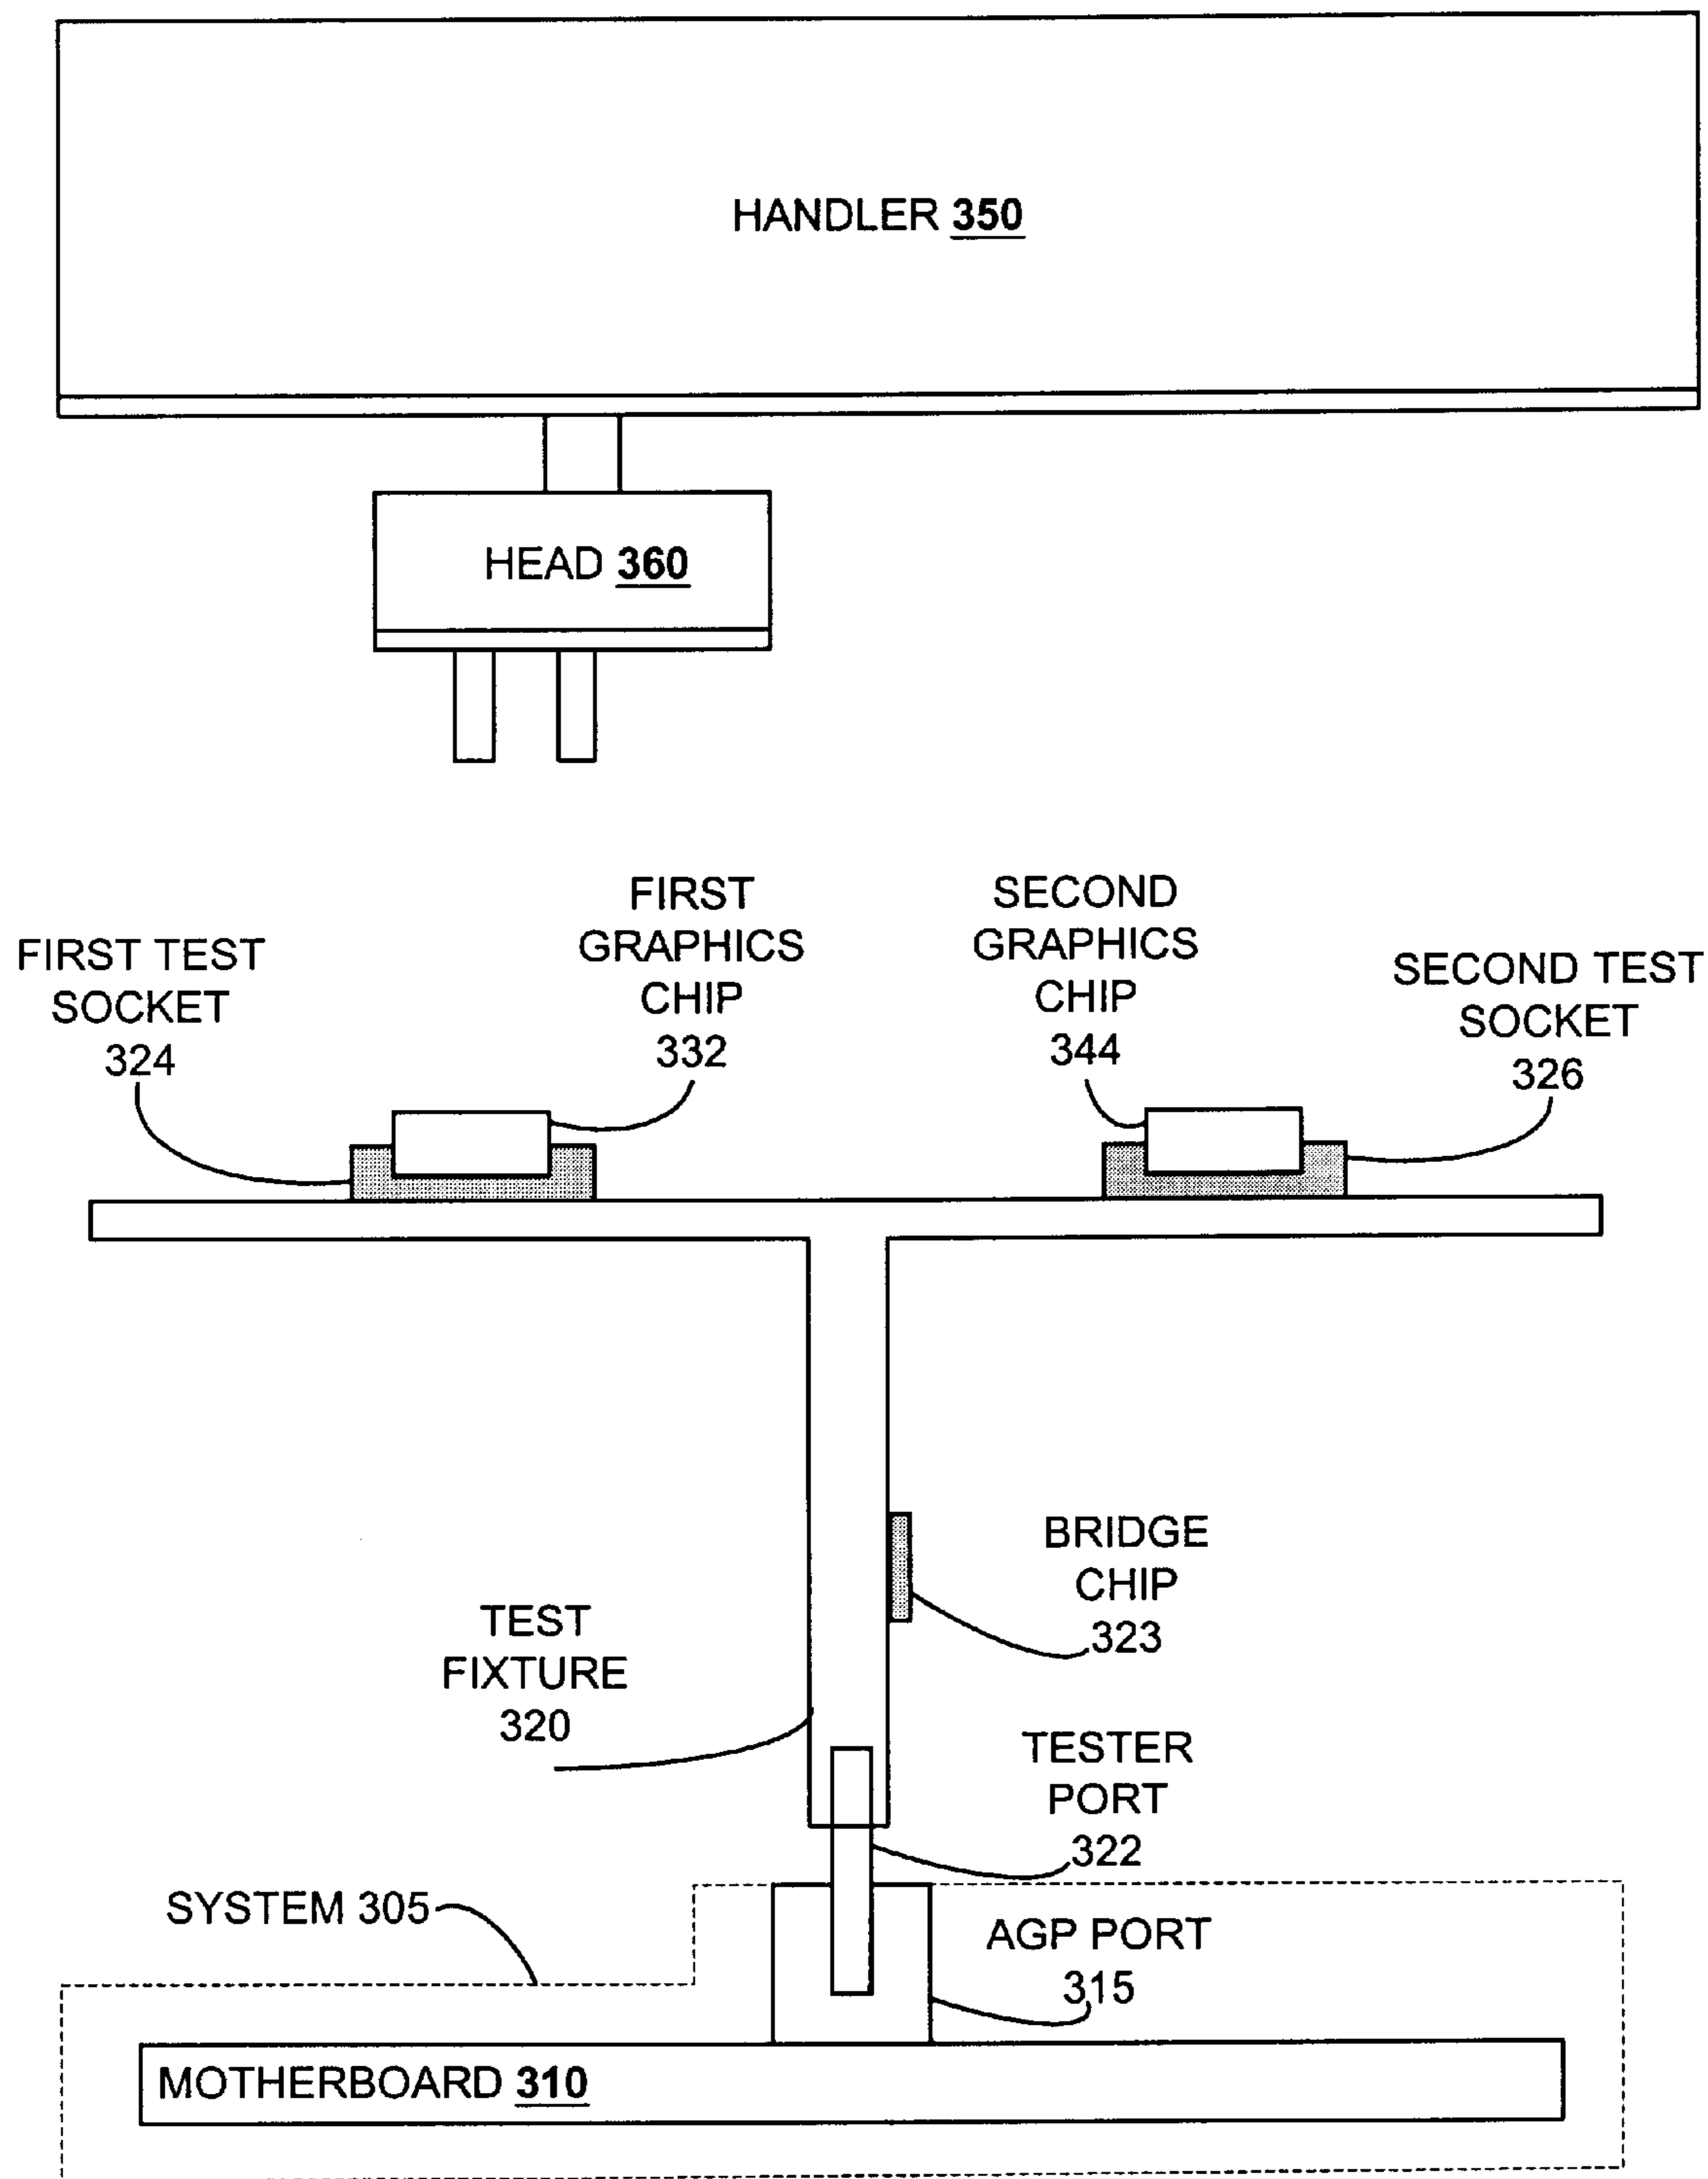 HANDLER 350
HEAD 360
FIRST TEST
SOCKET
324
FIRST
GRAPHICS
CHIP
332
SECOND
GRAPHICS
CHIP
344
SECOND TEST
SOCKET
326
BRIDGE
CHIP
323
TEST
FIXTURE
320
TESTER
PORT
322
SYSTEM 305
AGP PORT
315
MOTHERBOARD 310